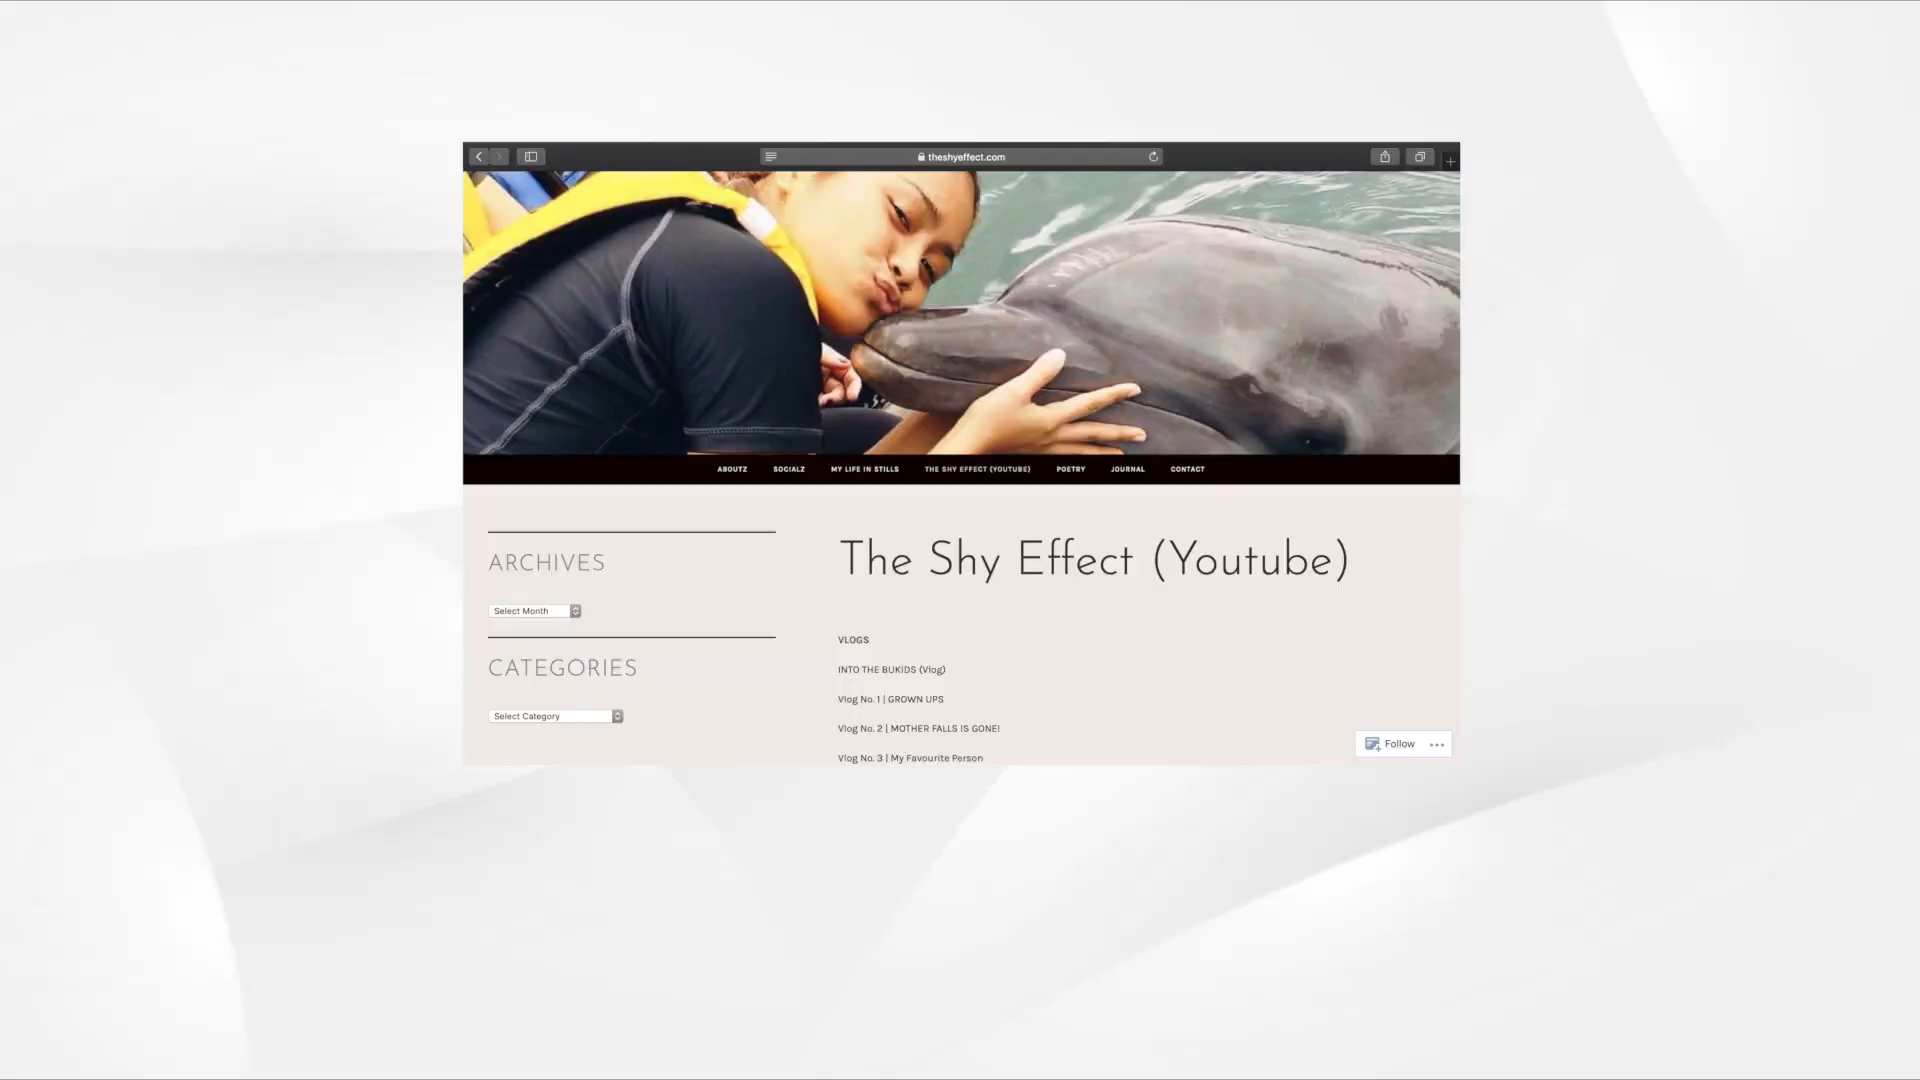 theshyeffect.com
ABOUTZ SOCIALZ MY LIFE IN STILLS THE SHY EFFECT (YOUTUBE) POETRY JOURNAL CONTACT
ARCHIVES
Select Month
CATEGORIES
Select Category
The Shy Effect (Youtube)
VLOGS
INTO THE BUKIDS (Vlog)
Vlog No. 1 | GROWN UPS
Vlog No. 2 | MOTHER FALLS IS GONE!
Vlog No. 3 | My Favourite Person
Follow